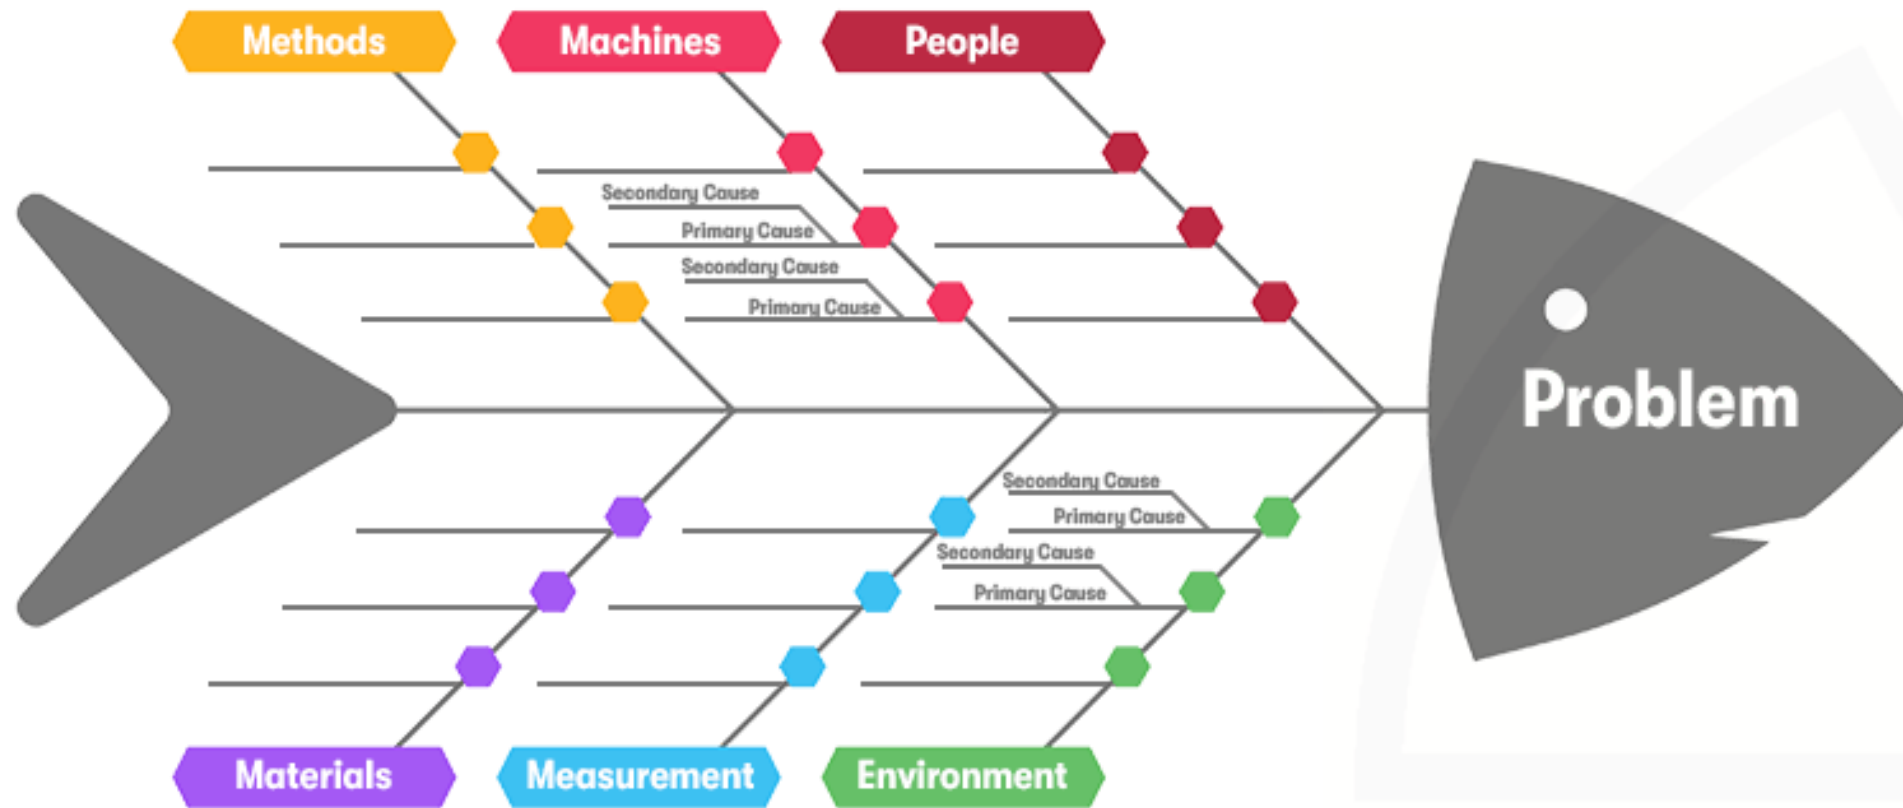 Methods
Machines
People
Secondary Cause
Primary Cause
Secondary Cause
Primary Cause
Problem
Secondary Cause
Primary Cause
Secondary Cause
Primary Cause
Materials
Measurement
Environment